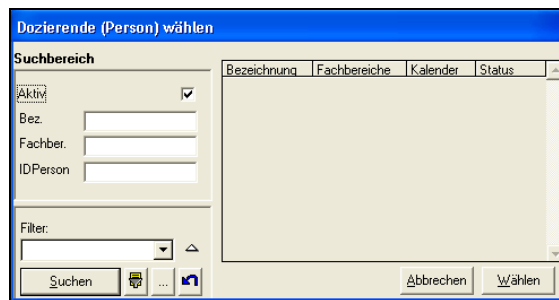 Dozierende (Person) wählen
Suchbereich
Aktiv
Bez.
Fachber.
IDPerson
Filter:
Suchen ...
Bezeichnung Fachbereiche Kalender Status
Abbrechen Wählen